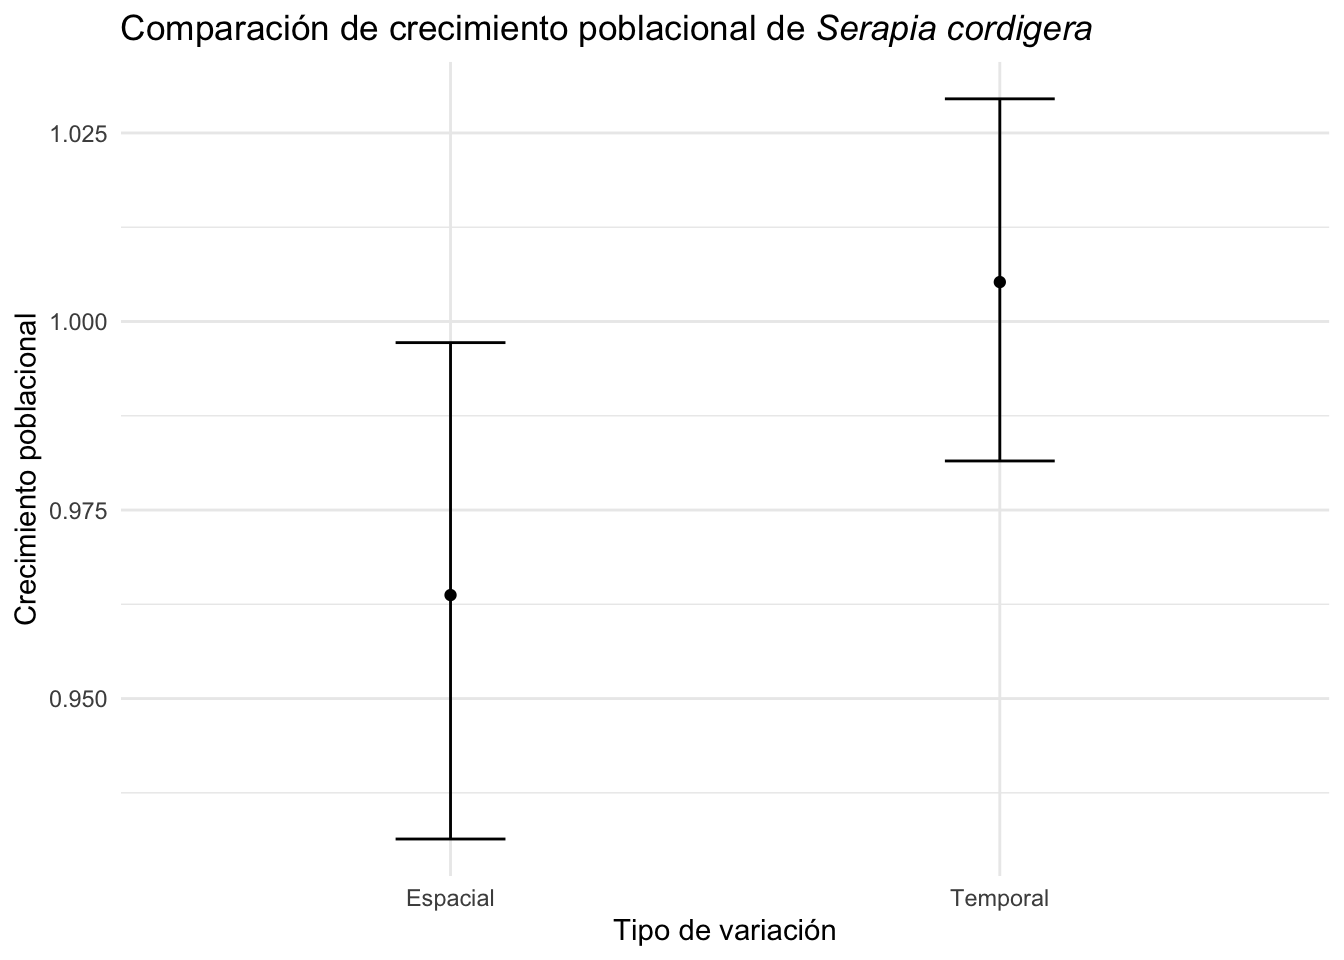 Comparación de crecimiento poblacional de Serapia cordigera
Crecimiento poblacional
1.025
1.000
0.975
0.950
Espacial
Temporal
Tipo de variación